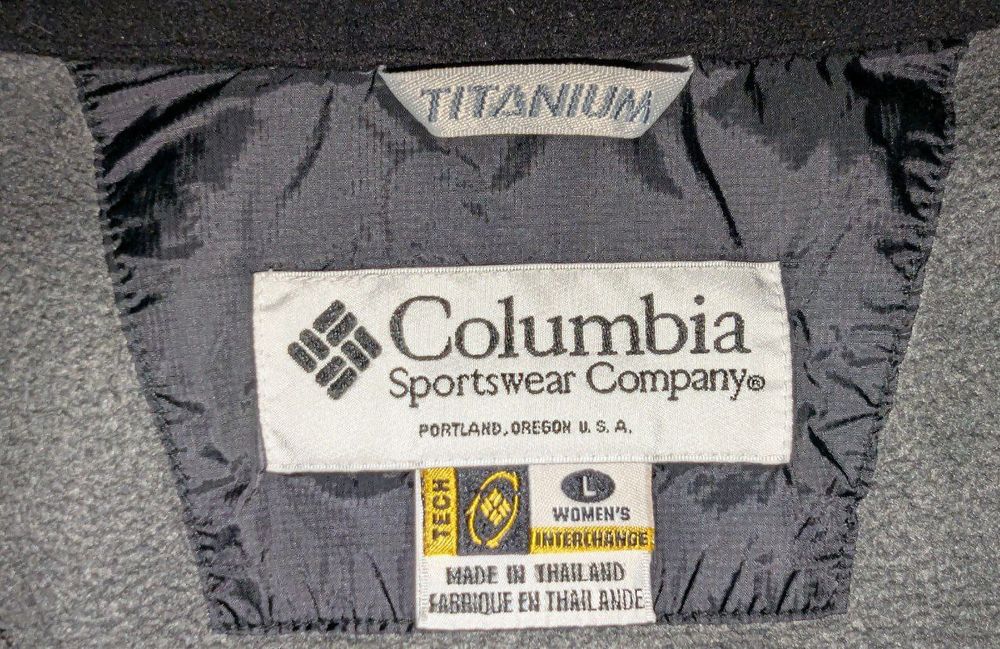 TITANIUM
Columbia
Sportswear Company®
PORTLAND, OREGON U.S.A.
TECH
L
WOMEN'S
INTERCHANGE
MADE IN THAILAND
FABRIQUE EN THAILANDE